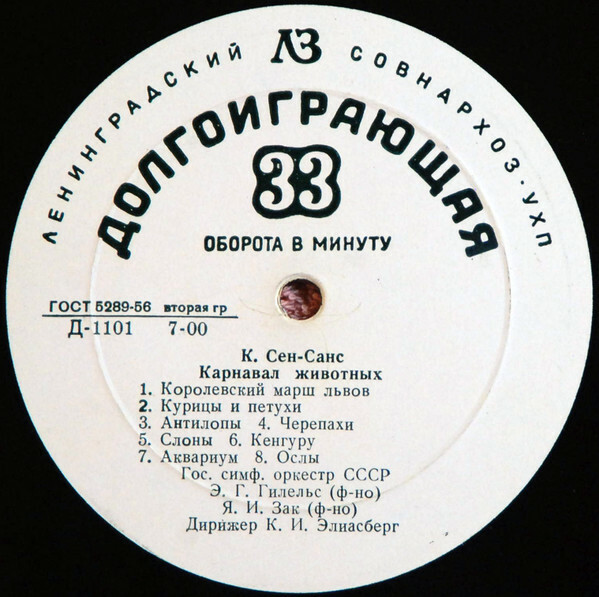 ЛЕНИНГРАДСКИЙ ЛЗ СОВНАРХОЗ.УХП
ДОЛГОИГРАЮЩАЯ
33
ОБОРОТА В МИНУТУ
ГОСТ 5289-56 вторая гр
Д-1101 7-00
К. Сен-Санс
Карнавал животных
1. Королевский марш львов
2. Курицы и петухи
3. Антилопы 4. Черепахи
5. Слоны 6. Кенгуру
7. Аквариум 8. Ослы
Гос. симф. оркестр СССР
Э. Г. Гилельс (ф-но)
Я. И. Зак (ф-но)
Дирижер К. И. Элиасберг